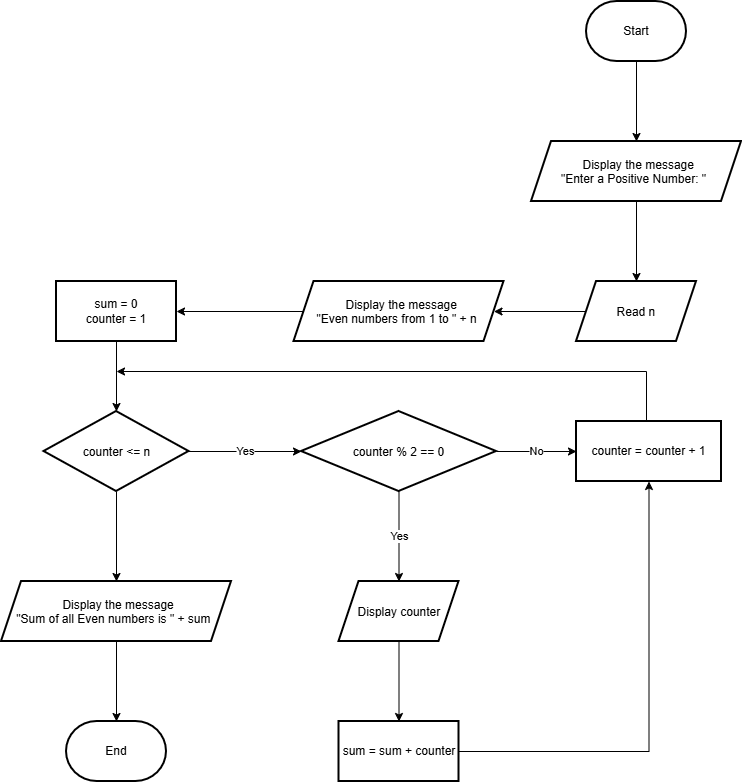 Start
Display the message
"Enter a Positive Number: "
Read n
Display the message
"Even numbers from 1 to " + n
sum = 0
counter = 1
counter <= n
Yes
counter % 2 == 0
No
counter = counter + 1
Yes
Display the message
"Sum of all Even numbers is " + sum
Display counter
End
sum = sum + counter